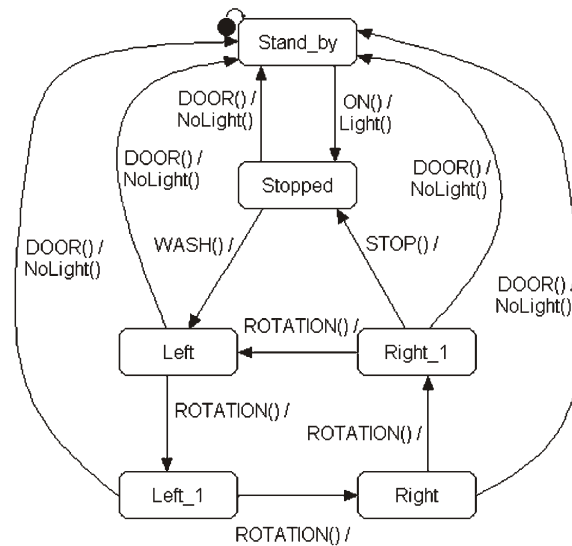 Stand_by
DOOR() /
NoLight()
ON() /
Light()
DOOR() /
NoLight()
DOOR() /
NoLight()
Stopped
WASH() /
STOP() /
DOOR() /
NoLight()
DOOR() /
NoLight()
ROTATION() /
Left
Right_1
ROTATION() /
ROTATION() /
Left_1
Right
ROTATION() /